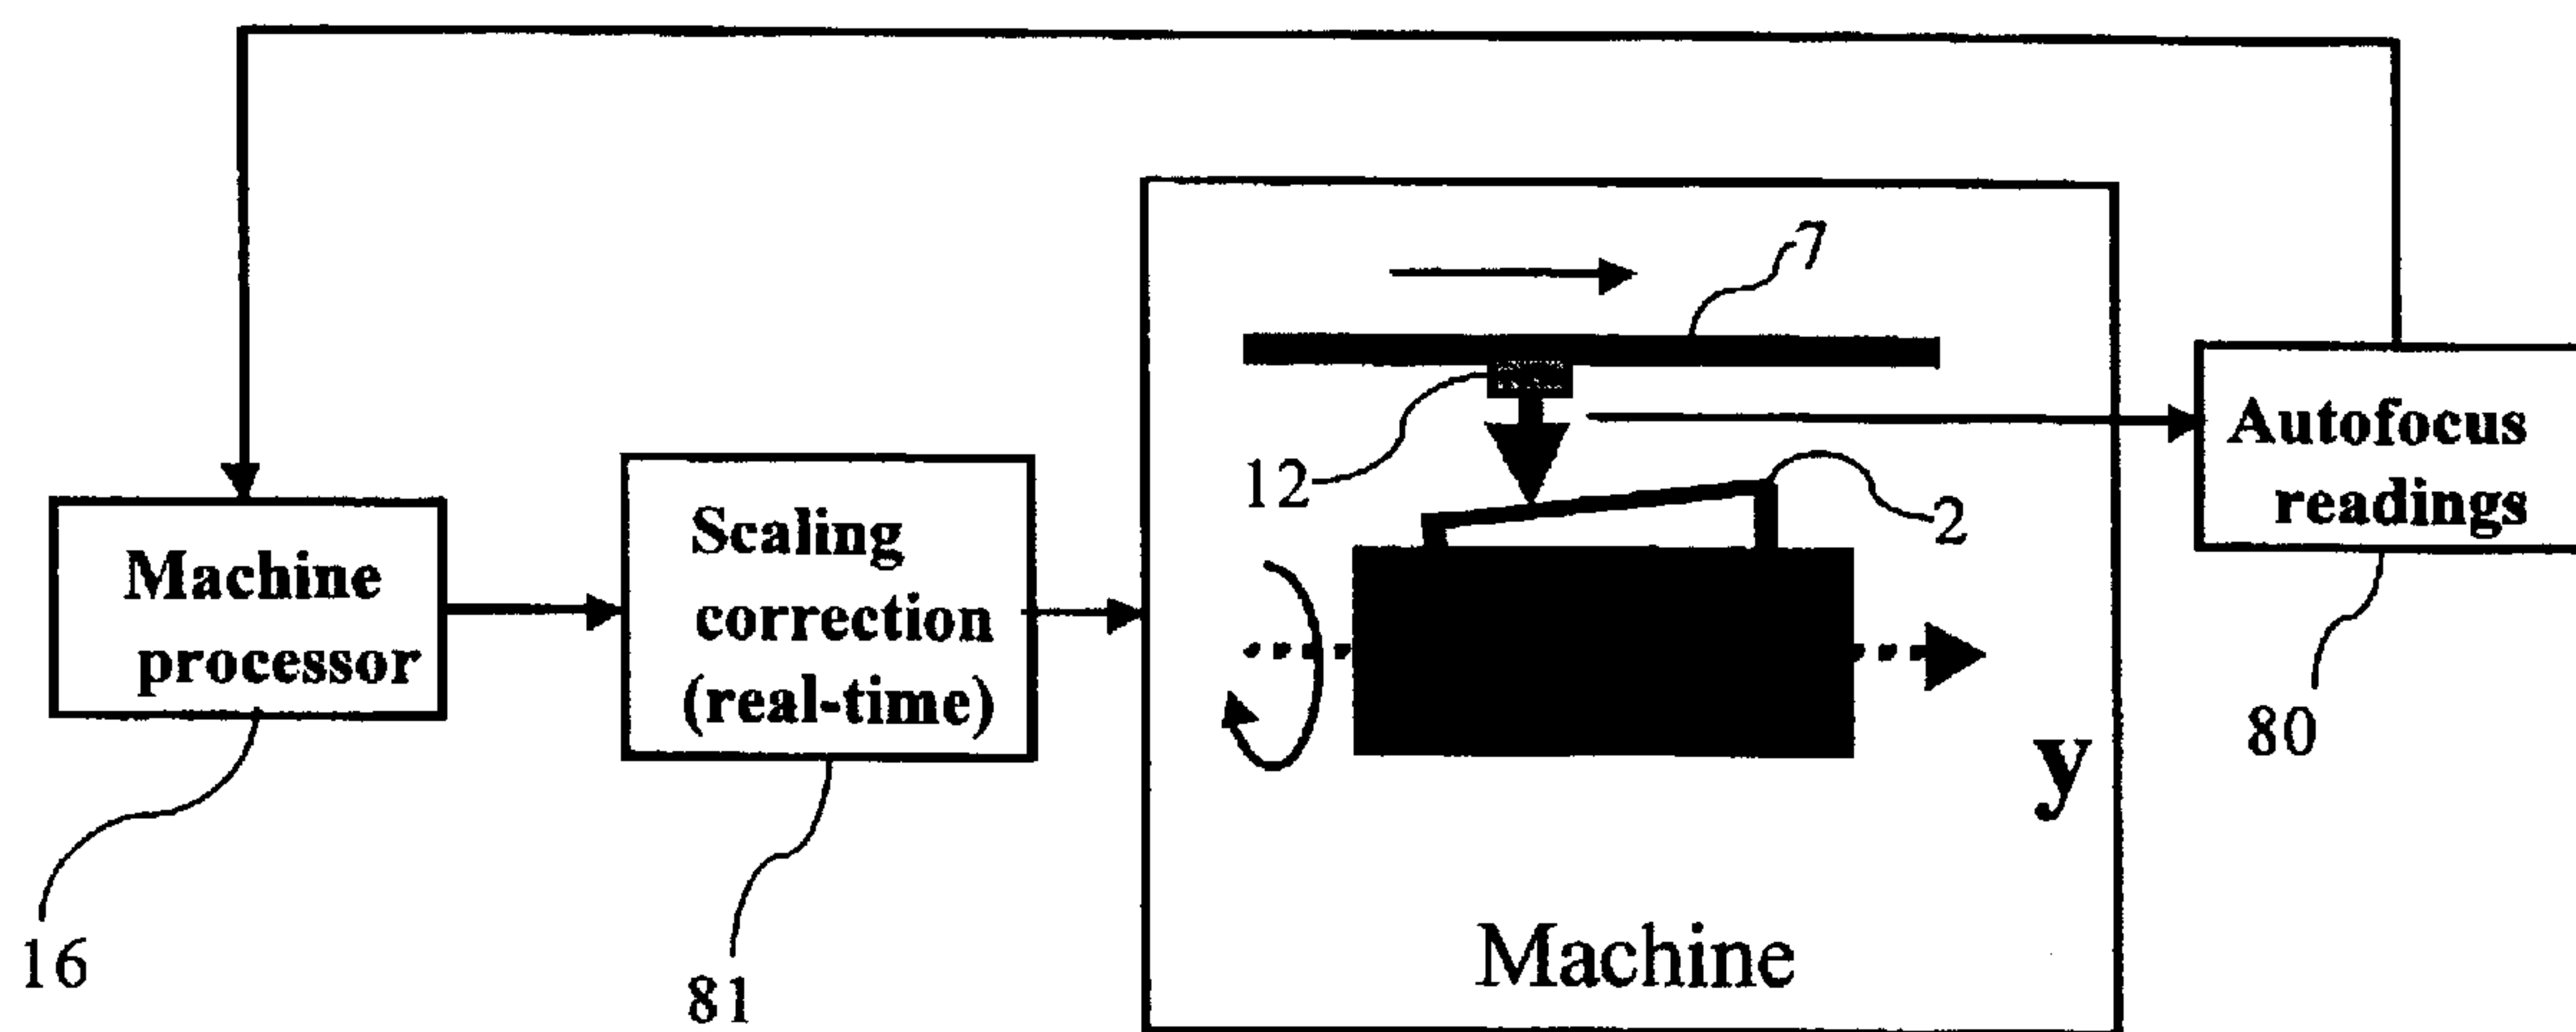 7
12
2
Autofocus
readings
80
Machine
processor
16
Scaling
correction
(real-time)
81
y
Machine